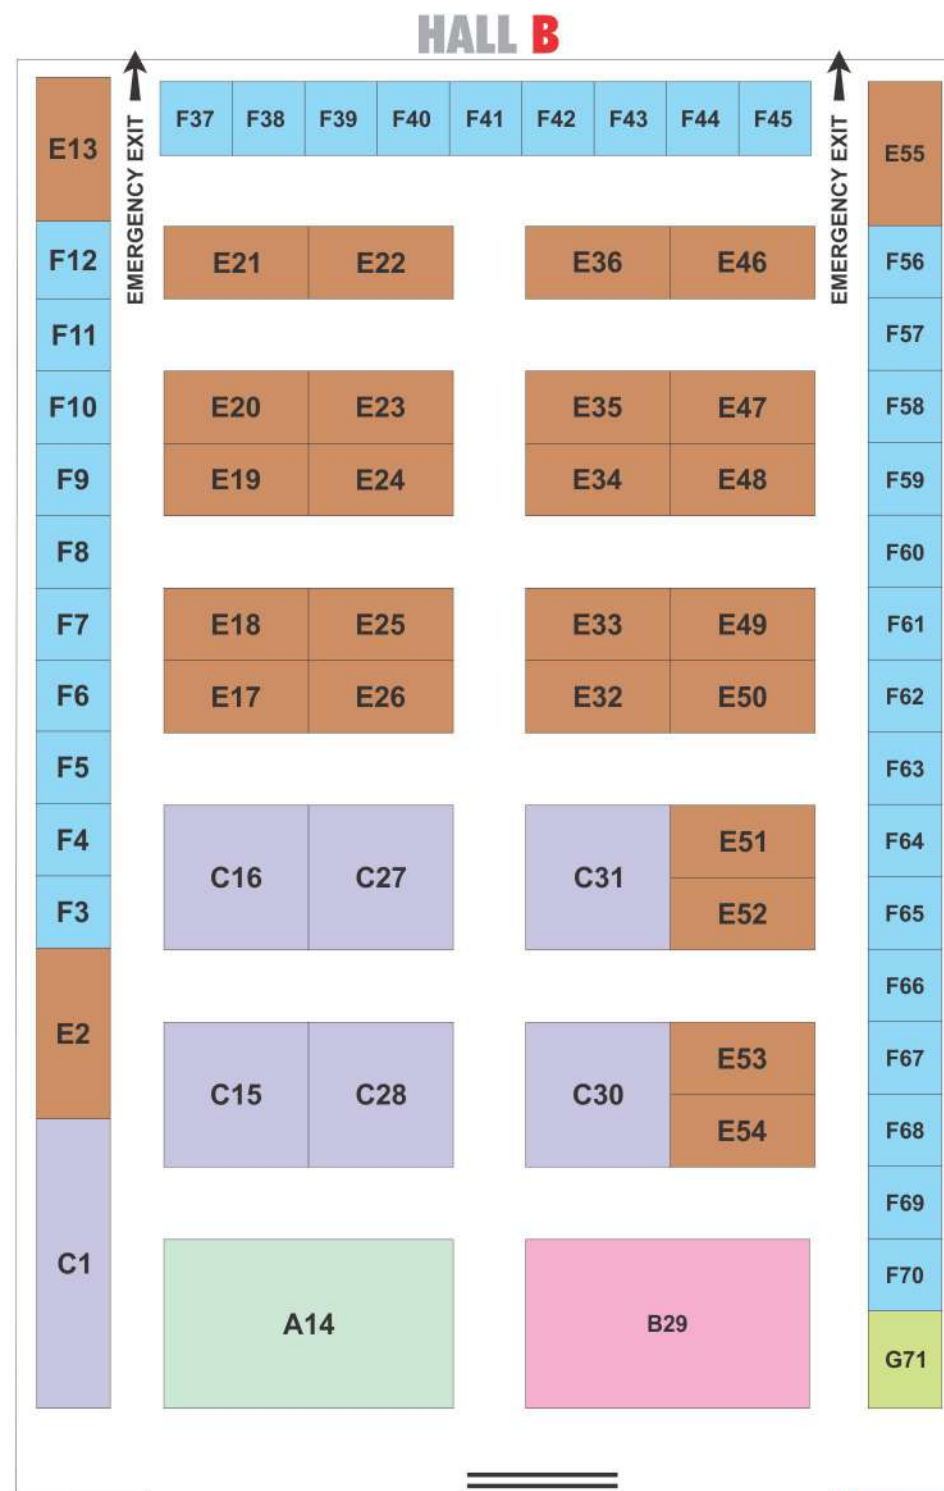 HALL B
EMERGENCY EXIT
EMERGENCY EXIT
F37 F38 F39 F40 F41 F42 F43 F44 F45
E13
E55
F12
E21 E22 E36 E46
F56
F11
F57
F10
E20 E23 E35 E47
F58
F9
E19 E24 E34 E48
F59
F8
F60
F7
E18 E25 E33 E49
F61
F6
E17 E26 E32 E50
F62
F5
F63
F4
E51
F64
C16 C27 C31
F3
E52
F65
F66
E2
E53
F67
C15 C28 C30
E54
F68
F69
C1
F70
A14
B29
G71